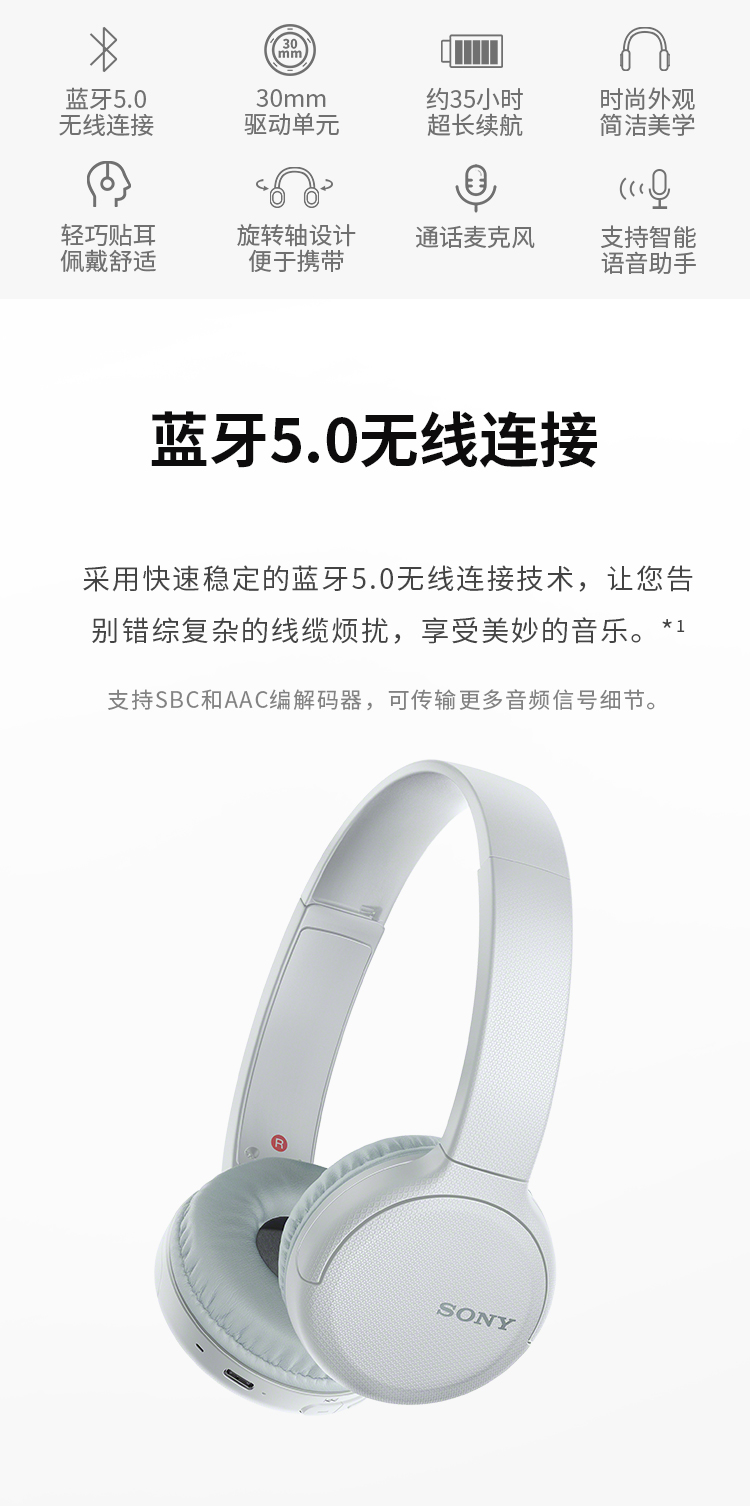 30
mm
蓝牙5.0
无线连接
30mm
驱动单元
约35小时
超长续航
时尚外观
简洁美学
轻巧贴耳
佩戴舒适
旋转轴设计
便于携带
通话麦克风
支持智能
语音助手
蓝牙5.0无线连接
采用快速稳定的蓝牙5.0无线连接技术，让您告
别错综复杂的线缆烦扰，享受美妙的音乐。*1
支持SBC和AAC编解码器，可传输更多音频信号细节。
R
SONY